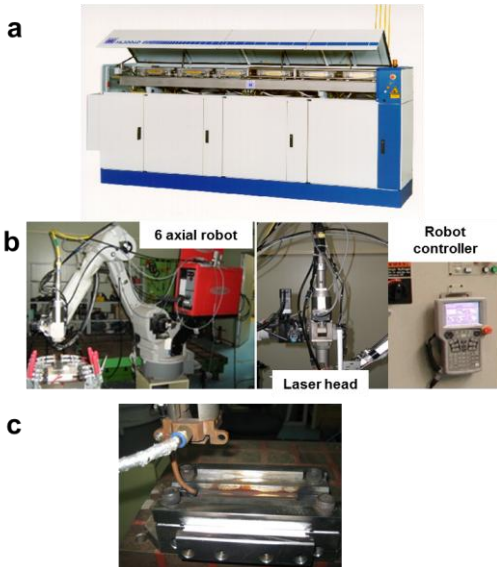 a
b
6 axial robot
Robot
controller
Laser head
c